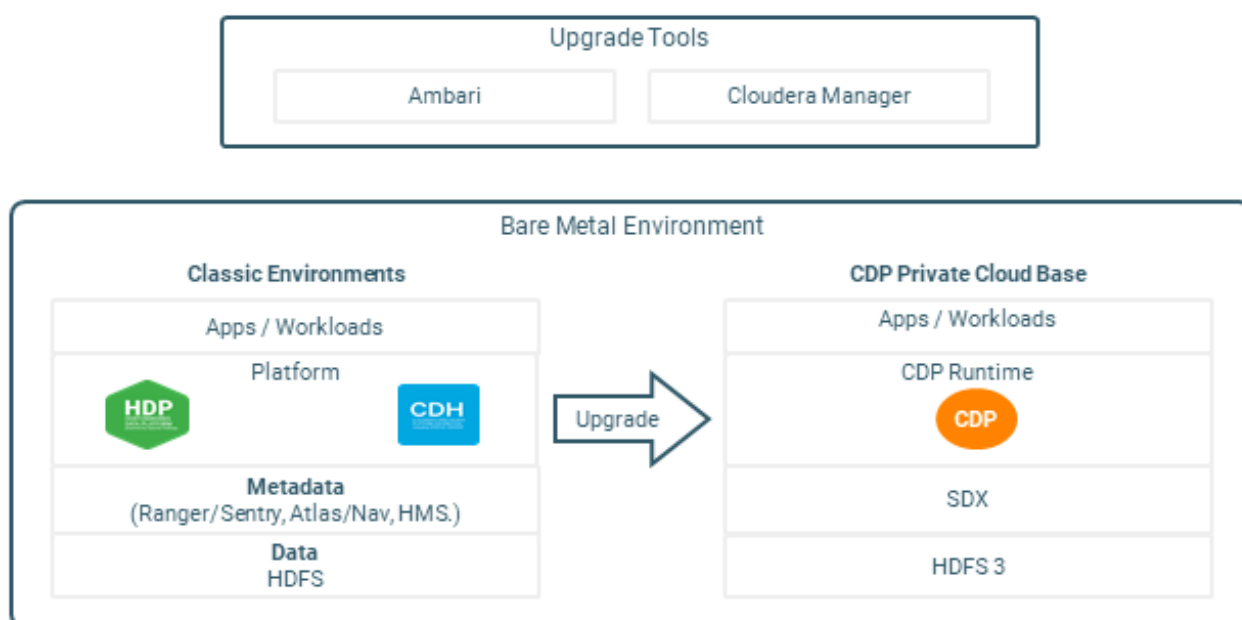 Upgrade Tools
Ambari
Cloudera Manager
Bare Metal Environment
Classic Environments
Apps / Workloads
Platform
HDP
CDH
Metadata
(Ranger/Sentry, Atlas/Nav, HMS.)
Data
HDFS
Upgrade
CDP Private Cloud Base
Apps / Workloads
CDP Runtime
CDP
SDX
HDFS 3